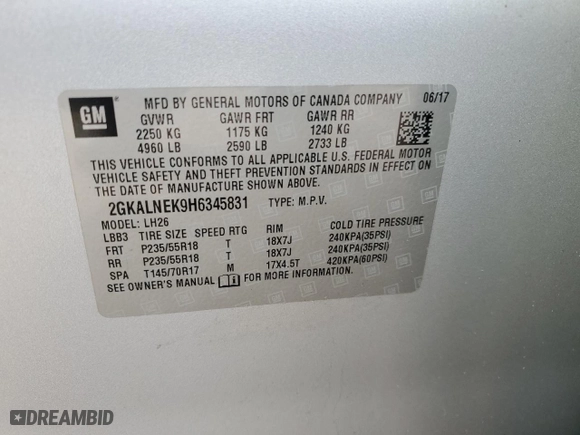 GM
MFD BY GENERAL MOTORS OF CANADA COMPANY 06/17
GVWR GAWR FRT GAWR RR
2250 KG 1175 KG 1240 KG
4960 LB 2590 LB 2733 LB
THIS VEHICLE CONFORMS TO ALL APPLICABLE U.S. FEDERAL MOTOR
VEHICLE SAFETY AND THEFT PREVENTION STANDARDS IN EFFECT ON
THE DATE OF MANUFACTURE SHOWN ABOVE.
2GKALNEK9H6345831 TYPE: M.P.V.
MODEL: LH26
LBB3 TIRE SIZE SPEED RTG RIM COLD TIRE PRESSURE
FRT P235/55R18 T 18X7J 240KPA(35PSI)
RR P235/55R18 T 18X7J 240KPA(35PSI)
SPA T145/70R17 M 17X4.5T 420KPA(60PSI)
SEE OWNER'S MANUAL FOR MORE INFORMATION.
DREAMBID